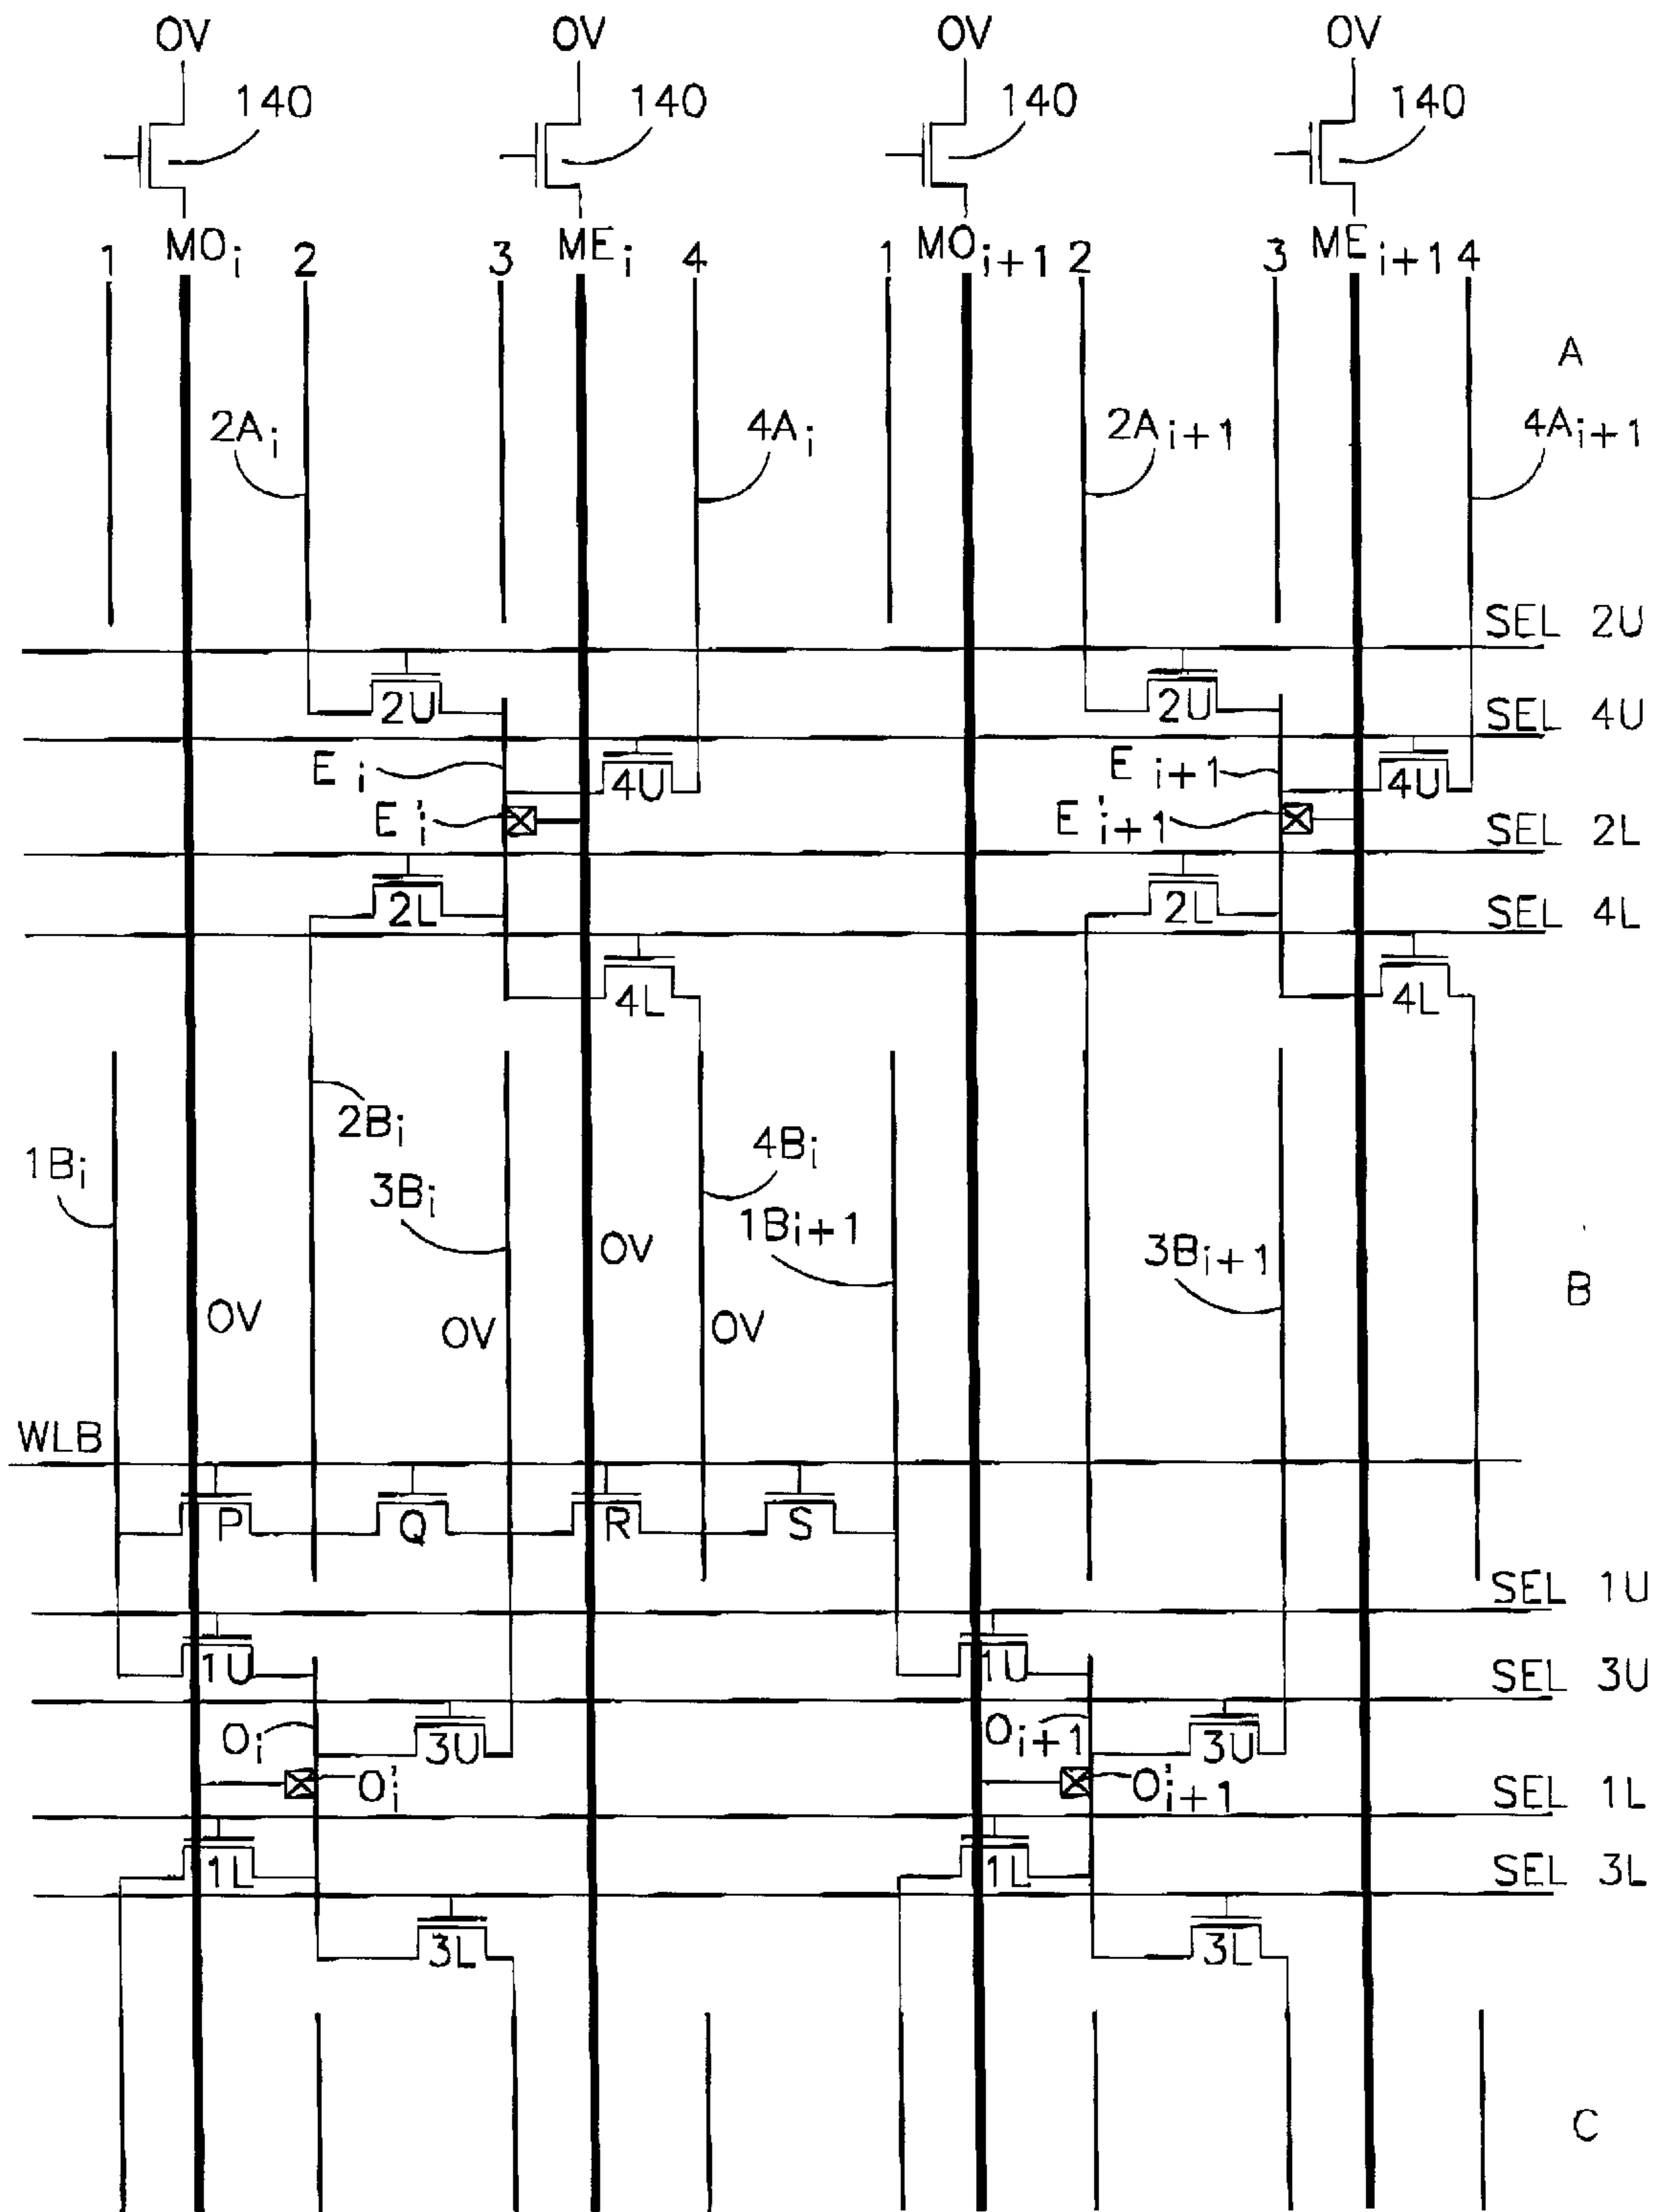 0V 0V 0V 0V
140 140 140 140
1 MOi 2 3 MEi 4 1 MOi+1 2 3 MEi+1 4
A
2Ai 4Ai 2Ai+1 4Ai+1
SEL 2U
2U 2U
SEL 4U
Ei 4U Ei+1 4U
E'i E'i+1
SEL 2L
2L 2L
SEL 4L
4L 4L
2Bi
1Bi 3Bi 4Bi
1Bi+1 3Bi+1
0V
B
0V 0V 0V
WLB
P Q R S
SEL 1U
1U 1U
SEL 3U
Oi 3U Oi+1 3U
O'i O'i+1
SEL 1L
1L 1L
SEL 3L
3L 3L
C